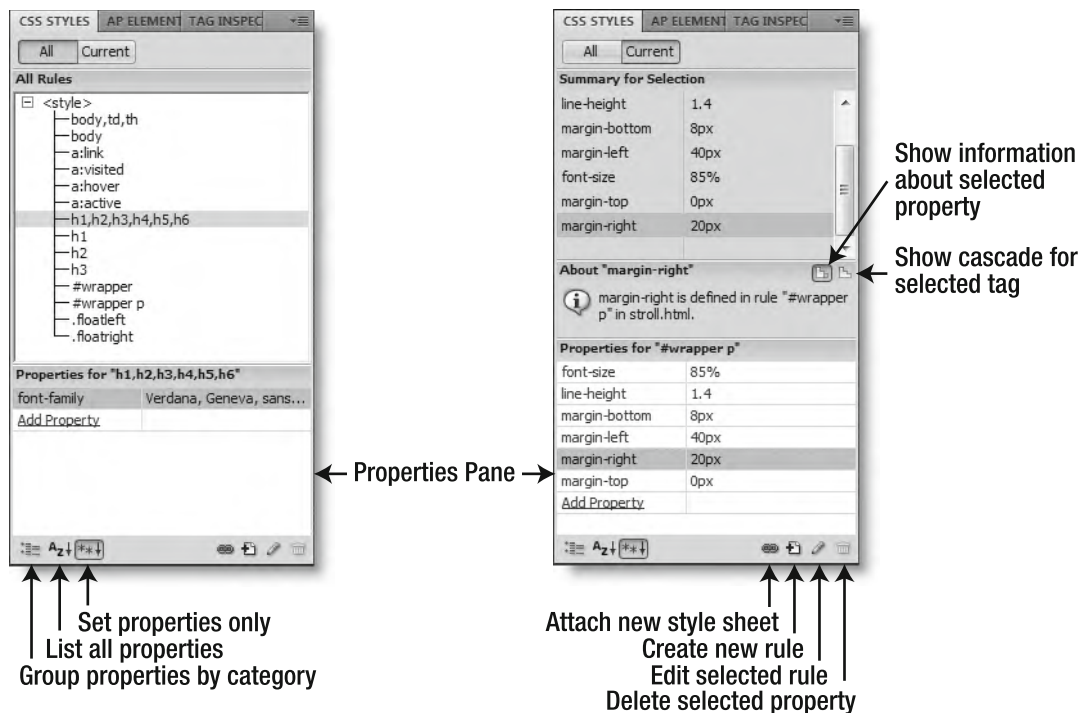 CSS STYLES AP ELEMENT TAG INSPEC
All Current
All Rules
<style>
body,td,th
body
a:link
a:visited
a:hover
a:active
h1,h2,h3,h4,h5,h6
h1
h2
h3
#wrapper
#wrapper p
.floatleft
.floatright
Properties for "h1,h2,h3,h4,h5,h6"
font-family Verdana, Geneva, sans...
Add Property
Set properties only
List all properties
Group properties by category
Properties Pane
CSS STYLES AP ELEMENT TAG INSPEC
All Current
Summary for Selection
line-height 1.4
margin-bottom 8px
margin-left 40px
font-size 85%
margin-top 0px
margin-right 20px
About "margin-right"
margin-right is defined in rule "#wrapper
p" in stroll.html.
Properties for "#wrapper p"
font-size 85%
line-height 1.4
margin-bottom 8px
margin-left 40px
margin-right 20px
margin-top 0px
Add Property
Show information
about selected
property
Show cascade for
selected tag
Attach new style sheet
Create new rule
Edit selected rule
Delete selected property